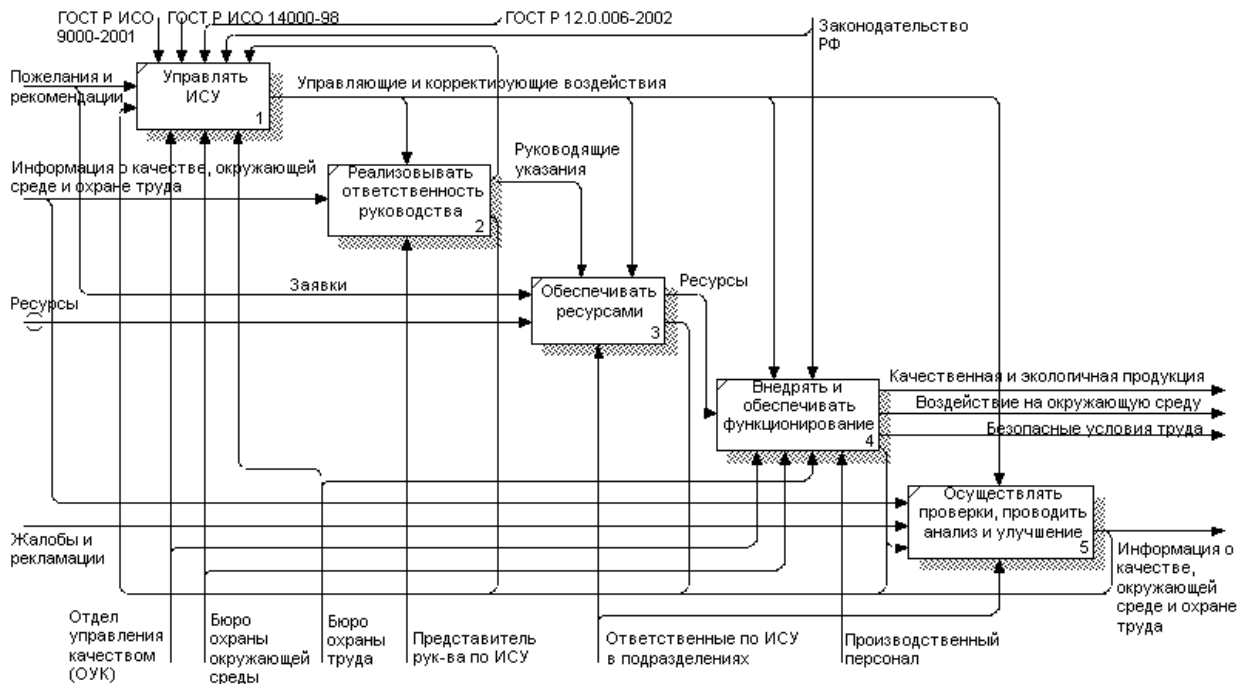 ГОСТ Р ИСО
9000-2001
ГОСТ Р ИСО 14000-98
ГОСТ Р 12.0.006-2002
Законодательство
РФ
Пожелания и
рекомендации
Управлять
ИСУ
1
Управляющие и корректирующие воздействия
Информация о качестве, окружающей
среде и охране труда
Реализовывать
ответственность
руководства
2
Руководящие
указания
Заявки
Ресурсы
Обеспечивать
ресурсами
3
Ресурсы
Внедрять и
обеспечивать
функционирование
4
Качественная и экологичная продукция
Воздействие на окружающую среду
Безопасные условия труда
Осуществлять
проверки, проводить
анализ и улучшение
5
Жалобы и
рекламации
Информация о
качестве,
окружающей
среде и охране
труда
Отдел
управления
качеством
(ОУК)
Бюро
охраны
окружающей
среды
Бюро
охраны
труда
Представитель
рук-ва по ИСУ
Ответственные по ИСУ
в подразделениях
Производственный
персонал